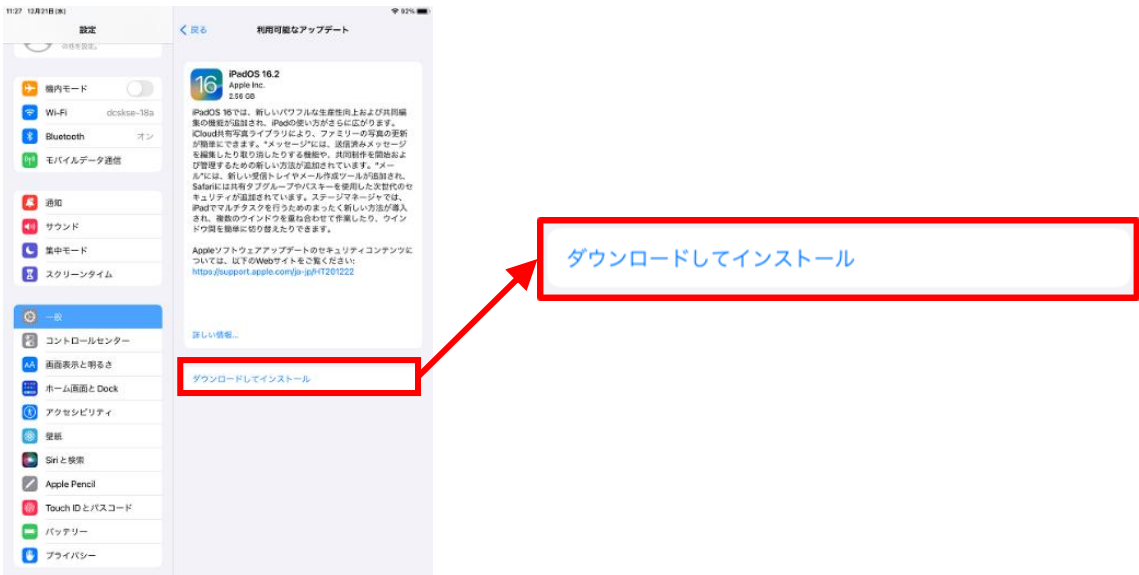 11:27 12月21日(水)
92%
設定
の他を設定。
機内モード
Wi-Fi dcskse-18a
Bluetooth オン
モバイルデータ通信
通知
サウンド
集中モード
スクリーンタイム
一般
コントロールセンター
画面表示と明るさ
ホーム画面とDock
アクセシビリティ
壁紙
Siriと検索
Apple Pencil
Touch IDとパスコード
バッテリー
プライバシー
戻る
利用可能なアップデート
16
iPadOS 16.2
Apple Inc.
2.56 GB
iPadOS 16では、新しいパワフルな生産性向上および共同編
集の機能が追加され、iPadの使い方がさらに広がります。
iCloud共有写真ライブラリにより、ファミリーの写真の更新
が簡単にできます。"メッセージ"には、送信済みメッセージ
を編集したり取り消したりする機能や、共同制作を開始およ
び管理するための新しい方法が追加されています。"メー
ル"には、新しい受信トレイやメール作成ツールが追加され、
Safariには共有タブグループやパスキーを使用した次世代のセ
キュリティが追加されています。ステージマネージャでは、
iPadでマルチタスクを行うためのまったく新しい方法が導入
され、複数のウインドウを重ね合わせて作業したり、ウイン
ドウ間を簡単に切り替えたりできます。
Appleソフトウェアアップデートのセキュリティコンテンツに
ついては、以下のWebサイトをご覧ください:
https://support.apple.com/ja-jp/HT201222
詳しい情報...
ダウンロードしてインストール
ダウンロードしてインストール